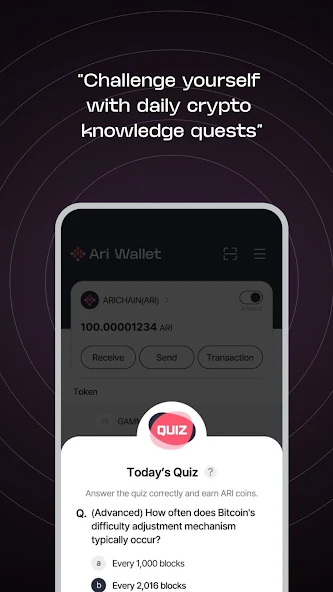 "Challenge yourself
with daily crypto
knowledge quests"
Ari Wallet
ARICHAIN(ARI)
100.00001234 ARI
Receive Send Transaction
Token
GAMM
QUIZ
Today's Quiz ?
Answer the quiz correctly and earn ARI coins.
Q. (Advanced) How often does Bitcoin's
difficulty adjustment mechanism
typically occur?
a Every 1,000 blocks
b Every 2,016 blocks